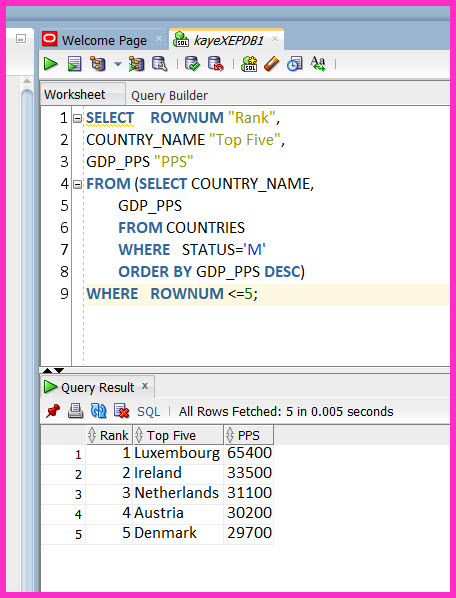 Welcome Page × kayeXEPDB1 ×
SQL SQL Aa
Worksheet Query Builder
1 SELECT ROWNUM "Rank",
2 COUNTRY_NAME "Top Five",
3 GDP_PPS "PPS"
4 FROM (SELECT COUNTRY_NAME,
5 GDP_PPS
6 FROM COUNTRIES
7 WHERE STATUS='M'
8 ORDER BY GDP_PPS DESC)
9 WHERE ROWNUM <=5;
Query Result ×
SQL | All Rows Fetched: 5 in 0.005 seconds
Rank Top Five PPS
1 1 Luxembourg 65400
2 2 Ireland 33500
3 3 Netherlands 31100
4 4 Austria 30200
5 5 Denmark 29700